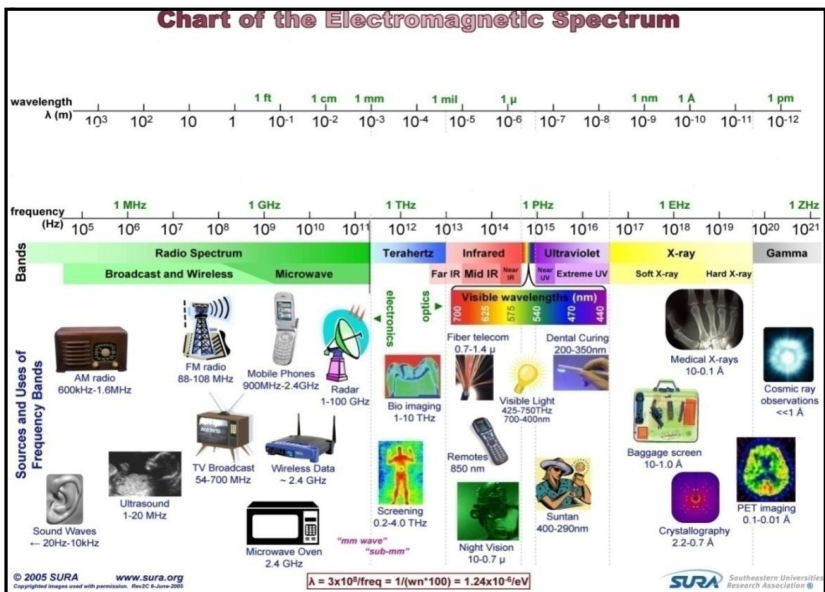 Chart of the Electromagnetic Spectrum
1 ft 1 cm 1 mm 1 mil 1 µ 1 nm 1 Å 1 pm
wavelength
λ (m)
10³ 10² 10 1 10⁻¹ 10⁻² 10⁻³ 10⁻⁴ 10⁻⁵ 10⁻⁶ 10⁻⁷ 10⁻⁸ 10⁻⁹ 10⁻¹⁰ 10⁻¹¹ 10⁻¹²
1 MHz 1 GHz 1 THz 1 PHz 1 EHz 1 ZHz
frequency
(Hz)
10⁵ 10⁶ 10⁷ 10⁸ 10⁹ 10¹⁰ 10¹¹ 10¹² 10¹³ 10¹⁴ 10¹⁵ 10¹⁶ 10¹⁷ 10¹⁸ 10¹⁹ 10²⁰ 10²¹
Bands
Radio Spectrum Terahertz Infrared Ultraviolet X-ray Gamma
Broadcast and Wireless Microwave
Far IR Mid IR
Near
IR
Near
UV
Extreme UV
Soft X-ray Hard X-ray
electronics
optics
Visible wavelengths (nm)
700 625 575 540 470 440
Sources and Uses of
Frequency Bands
AM radio
600kHz-1.6MHz
FM radio
88-108 MHz
Mobile Phones
900MHz-2.4GHz
Radar
1-100 GHz
Bio imaging
1-10 THz
Fiber telecom
0.7-1.4 µ
Visible Light
425-750THz
700-400nm
Dental Curing
200-350nm
Medical X-rays
10-0.1 Å
Cosmic ray
observations
<<1 Å
Sound Waves
← 20Hz-10kHz
Ultrasound
1-20 MHz
TV Broadcast
54-700 MHz
Wireless Data
~ 2.4 GHz
Microwave Oven
2.4 GHz
Screening
0.2-4.0 THz
"mm wave"
"sub-mm"
Remotes
850 nm
Night Vision
10-0.7 µ
Suntan
400-290nm
Baggage screen
10-1.0 Å
Crystallography
2.2-0.7 Å
PET imaging
0.1-0.01 Å
© 2005 SURA www.sura.org
Copyrighted images used with permission. Rev2C 6-June-2005
λ = 3x10⁸/freq = 1/(wn*100) = 1.24x10⁻⁶/eV
SURA
Southeastern Universities
Research Association